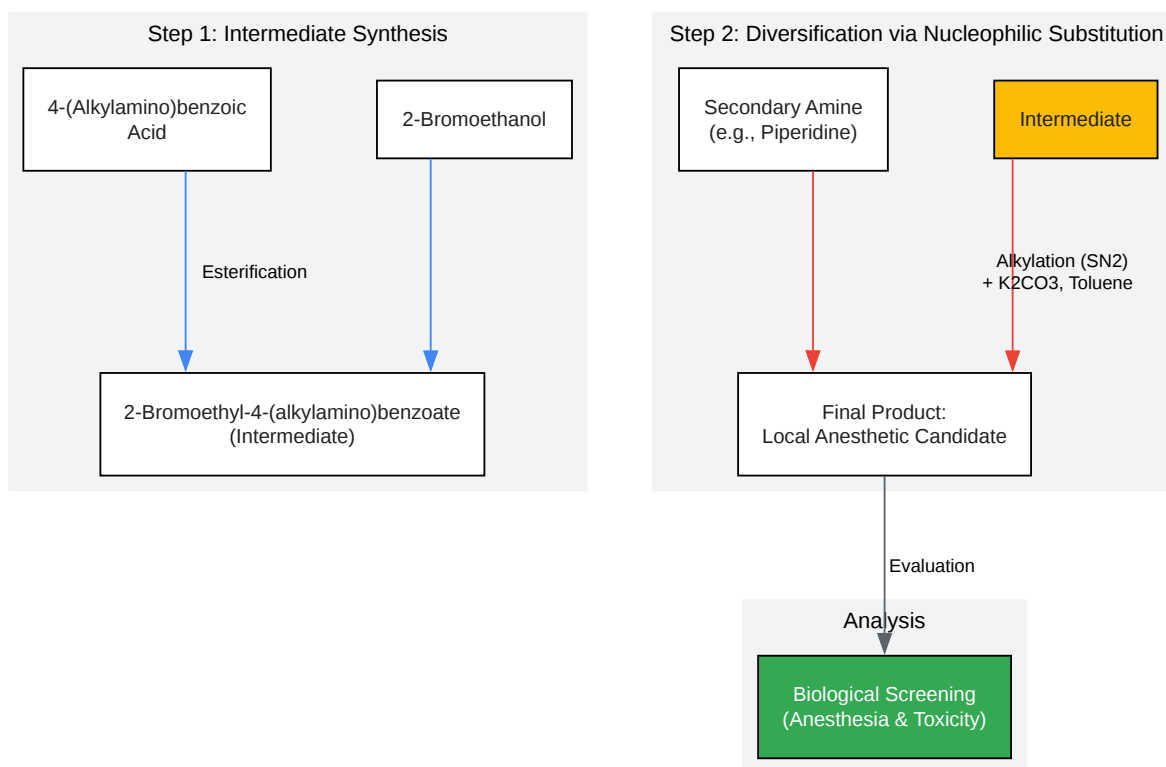 Step 1: Intermediate Synthesis
4-(Alkylamino)benzoic
Acid
2-Bromoethanol
Esterification
2-Bromoethyl-4-(alkylamino)benzoate
(Intermediate)
Step 2: Diversification via Nucleophilic Substitution
Secondary Amine
(e.g., Piperidine)
Intermediate
Alkylation (SN2)
+ K2CO3, Toluene
Final Product:
Local Anesthetic Candidate
Evaluation
Analysis
Biological Screening
(Anesthesia & Toxicity)